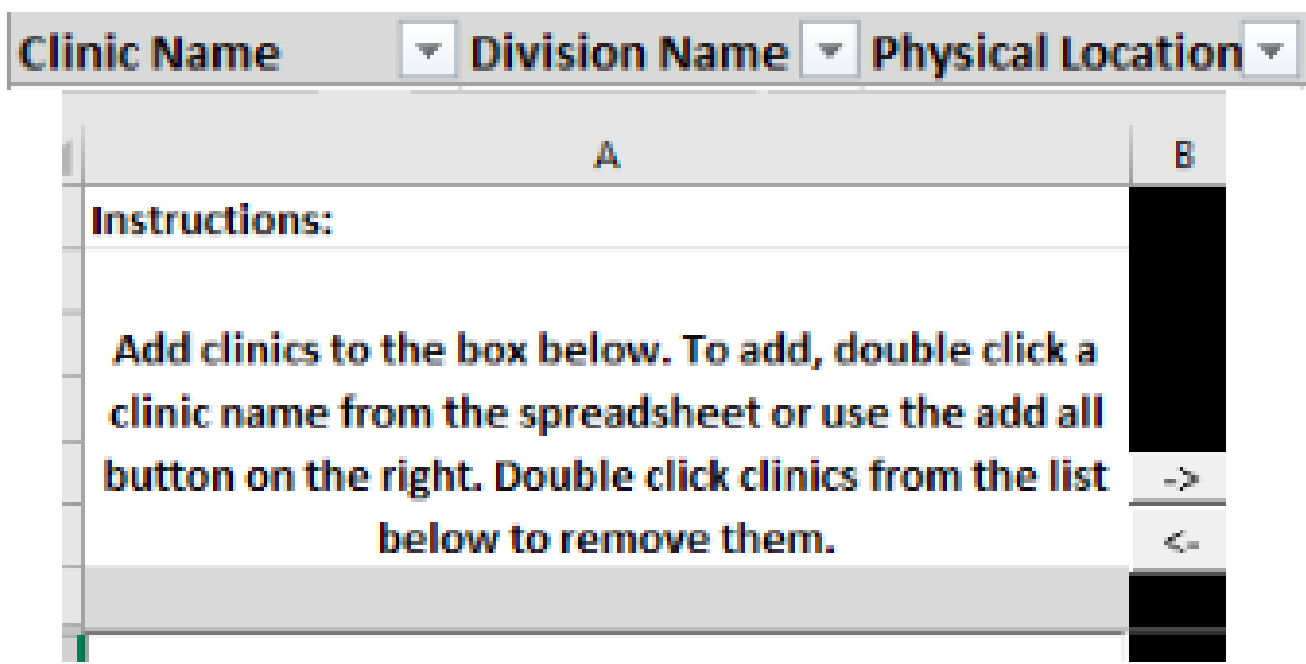 Clinic Name Division Name Physical Location
A B
Instructions:
Add clinics to the box below. To add, double click a
clinic name from the spreadsheet or use the add all
button on the right. Double click clinics from the list
->
below to remove them.
<-